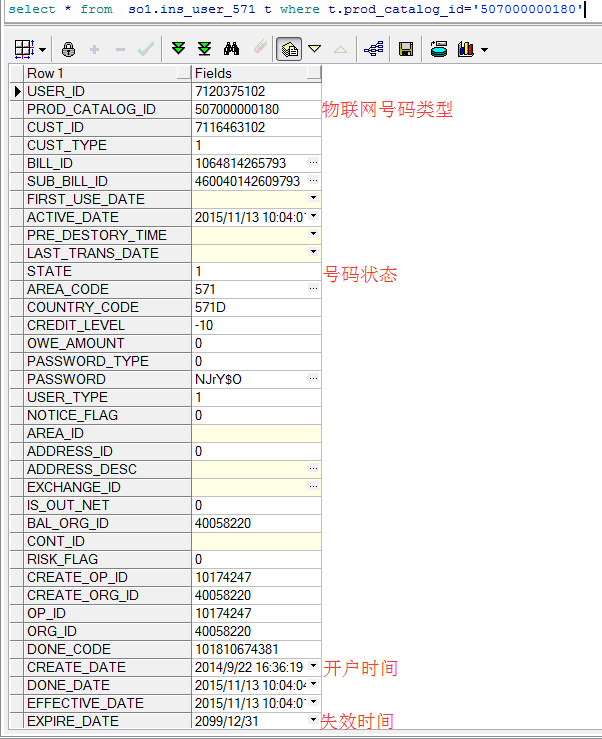 select * from  so1.ins_user_571 t where t.prod_catalog_id='507000000180'
Row 1 Fields
USER_ID 7120375102
PROD_CATALOG_ID 507000000180 物联网号码类型
CUST_ID 7116463102
CUST_TYPE 1
BILL_ID 1064814265793 ...
SUB_BILL_ID 460040142609793 ...
FIRST_USE_DATE
ACTIVE_DATE 2015/11/13 10:04:0
PRE_DESTORY_TIME
LAST_TRANS_DATE
STATE 1 号码状态
AREA_CODE 571 ...
COUNTRY_CODE 571D
CREDIT_LEVEL -10
OWE_AMOUNT 0
PASSWORD_TYPE 0
PASSWORD NJrY$O ...
USER_TYPE 1
NOTICE_FLAG 0
AREA_ID
ADDRESS_ID 0
ADDRESS_DESC ...
EXCHANGE_ID ...
IS_OUT_NET 0
BAL_ORG_ID 40058220
CONT_ID
RISK_FLAG 0
CREATE_OP_ID 10174247
CREATE_ORG_ID 40058220
OP_ID 10174247
ORG_ID 40058220
DONE_CODE 101810674381
CREATE_DATE 2014/9/22 16:36:19 开户时间
DONE_DATE 2015/11/13 10:04:04
EFFECTIVE_DATE 2015/11/13 10:04:0
EXPIRE_DATE 2099/12/31 失效时间